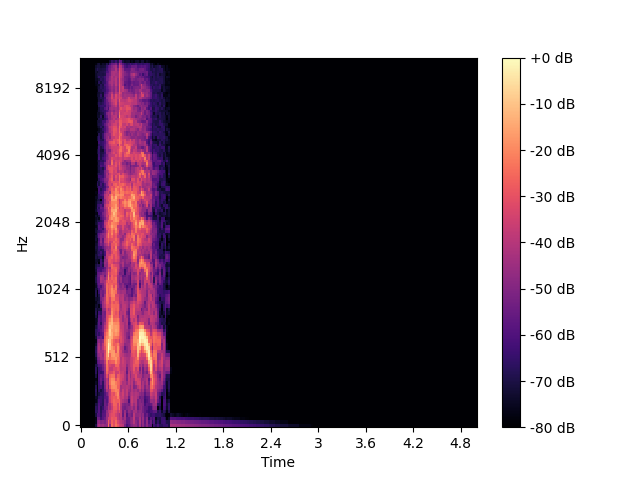 8192
4096
2048
1024
512
0
Hz
0 0.6 1.2 1.8 2.4 3 3.6 4.2 4.8
Time
+0 dB
-10 dB
-20 dB
-30 dB
-40 dB
-50 dB
-60 dB
-70 dB
-80 dB